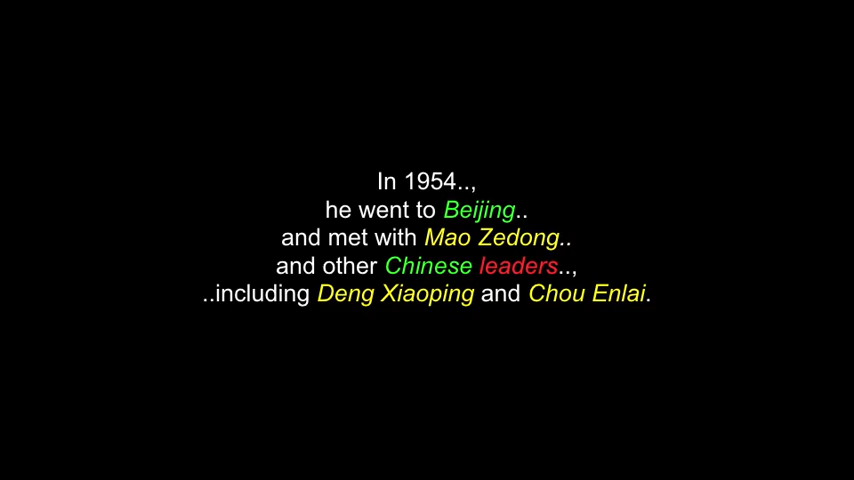 In 1954..,
he went to Beijing..
and met with Mao Zedong..
and other Chinese leaders..,
..including Deng Xiaoping and Chou Enlai.